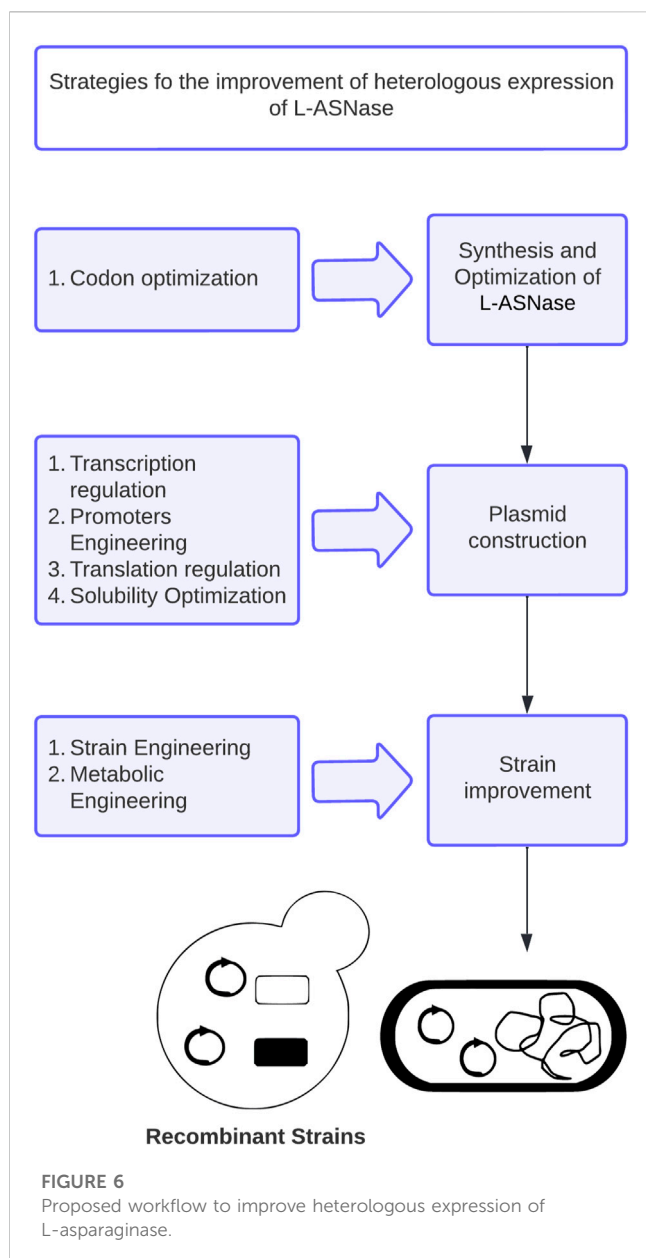 Strategies fo the improvement of heterologous expression
of L-ASNase
1. Codon optimization
Synthesis and
Optimization of
L-ASNase
1. Transcription
regulation
2. Promoters
Engineering
3. Translation regulation
4. Solubility Optimization
Plasmid
construction
1. Strain Engineering
2. Metabolic
Engineering
Strain
improvement
Recombinant Strains
FIGURE 6
Proposed workflow to improve heterologous expression of
L-asparaginase.